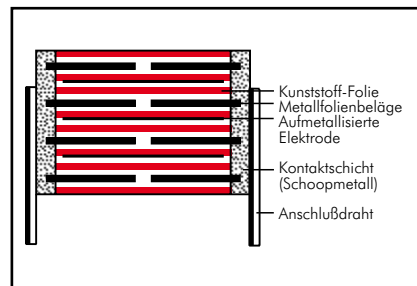 Kunststoff-Folie
Metallfolienbeläge
Aufmetallisierte
Elektrode
Kontaktschicht
(Schoopmetall)
Anschlußdraht